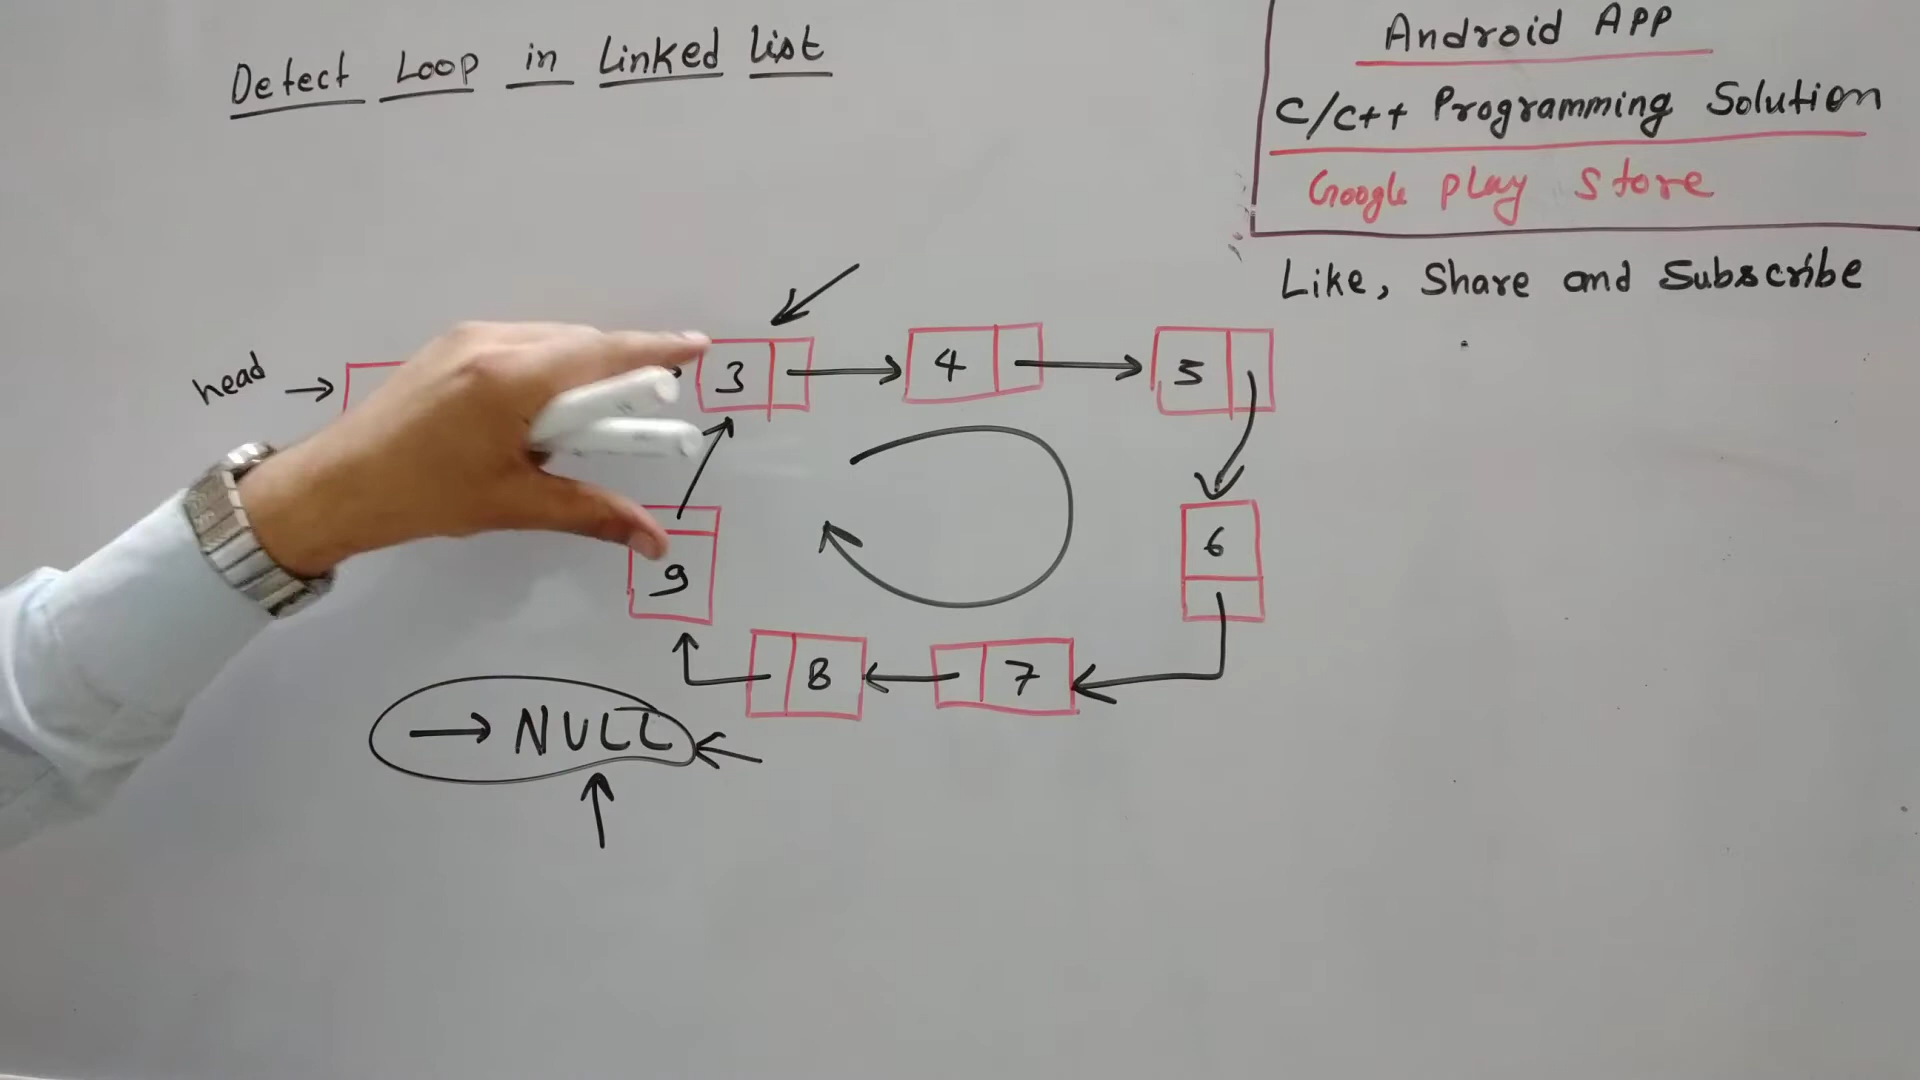 Detect Loop in Linked List
Android APP
C/C++ Programming Solution
Google Play Store
Like, Share and Subscribe
head
3
4
5
6
9
8
7
NULL